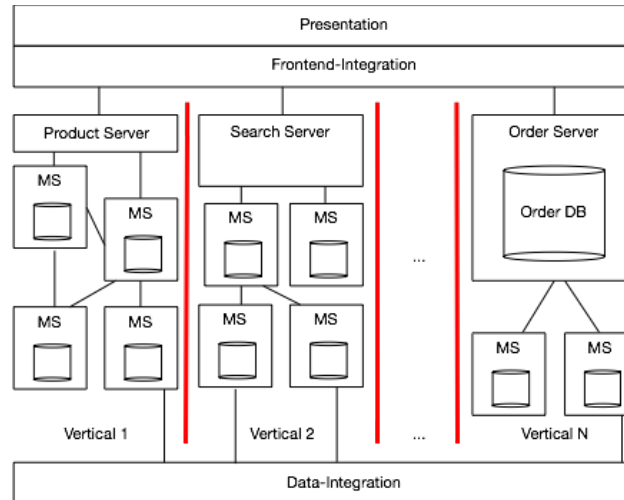 Presentation
Frontend-Integration
Product Server
Search Server
Order Server
MS
MS
MS
MS
Order DB
...
MS
MS
MS
MS
MS
MS
Vertical 1
Vertical 2
...
Vertical N
Data-Integration